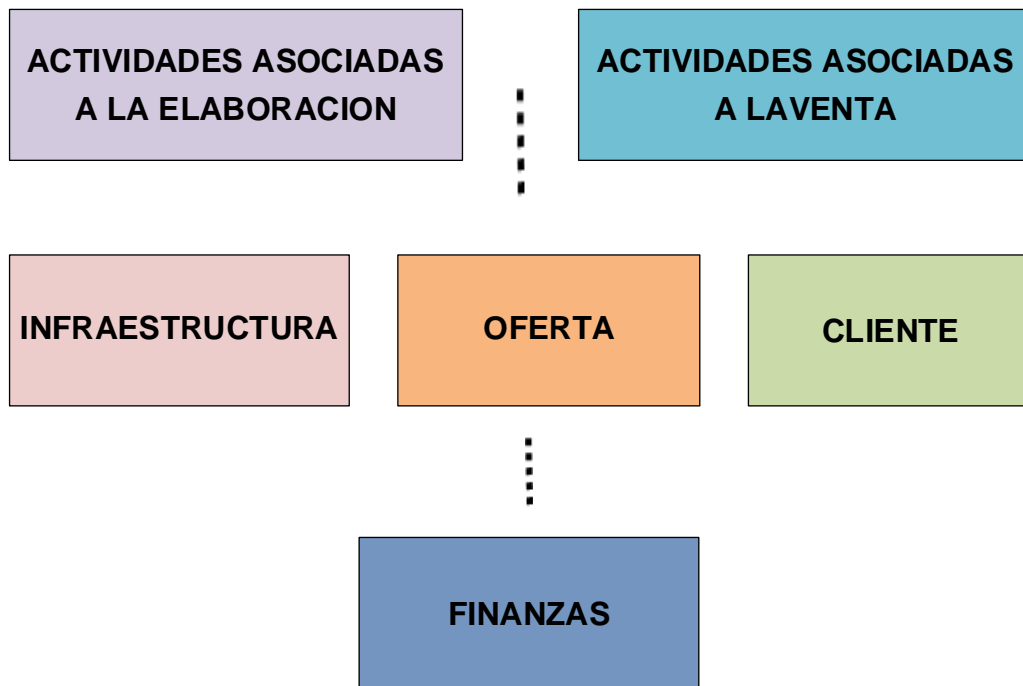 ACTIVIDADES ASOCIADAS
A LA ELABORACION
ACTIVIDADES ASOCIADAS
A LAVENTA
INFRAESTRUCTURA
OFERTA
CLIENTE
FINANZAS